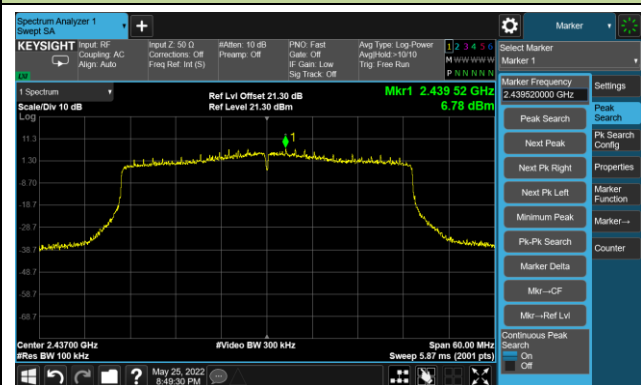 Spectrum Analyzer 1
Swept SA
Marker
KEYSIGHT
Input: RF
Coupling: AC
Align: Auto
Input Z: 50 Ω
Corrections: Off
Freq Ref: Int (S)
#Atten: 10 dB
Preamp: Off
PNO: Fast
Gate: Off
IF Gain: Low
Sig Track: Off
Avg Type: Log-Power
Avg|Hold:>10/10
Trig: Free Run
1 2 3 4 5 6
M W W W W W
P N N N N N
LVI
Select Marker
Marker 1
1 Spectrum
Scale/Div 10 dB
Log
Ref Lvl Offset 21.30 dB
Ref Level 21.30 dBm
Mkr1 2.439 52 GHz
6.78 dBm
1
11.3
1.30
-8.70
-18.7
-28.7
-38.7
-48.7
-58.7
-68.7
Center 2.43700 GHz
#Res BW 100 kHz
#Video BW 300 kHz
Span 60.00 MHz
Sweep 5.87 ms (2001 pts)
Marker Frequency
2.439520000 GHz
Peak Search
Next Peak
Next Pk Right
Next Pk Left
Minimum Peak
Pk-Pk Search
Marker Delta
Mkr→CF
Mkr→Ref Lvl
Continuous Peak
Search
On
Off
Settings
Peak
Search
Pk Search
Config
Properties
Marker
Function
Marker→
Counter
?
May 25, 2022
8:49:30 PM